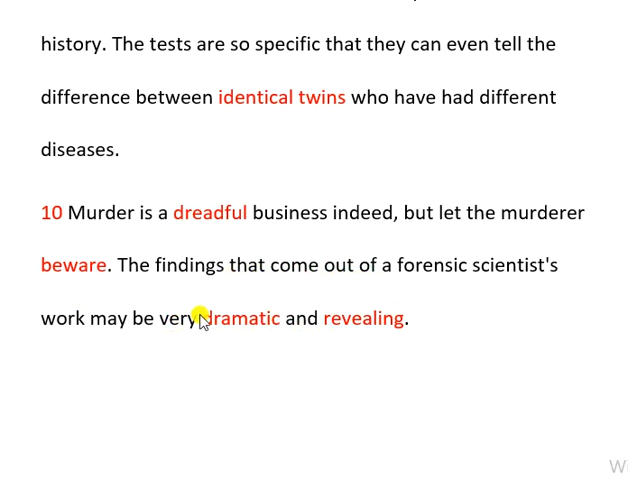 history. The tests are so specific that they can even tell the
difference between identical twins who have had different
diseases.
10 Murder is a dreadful business indeed, but let the murderer
beware. The findings that come out of a forensic scientist's
work may be very dramatic and revealing.